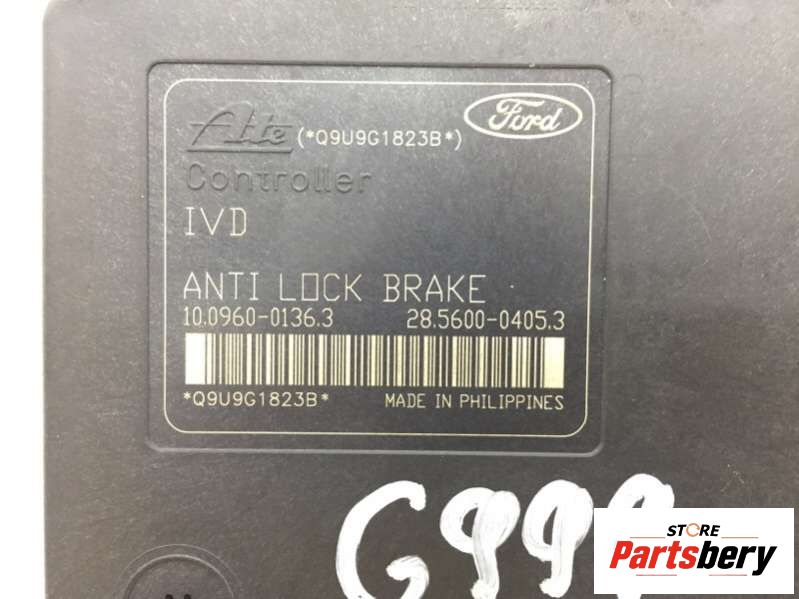 Ate (*Q9U9G1823B*) Ford
Controller
IVD
ANTI LOCK BRAKE
10.0960-0136.3 28.5600-0405.3
*Q9U9G1823B* MADE IN PHILIPPINES
G999
STORE
Partsbery